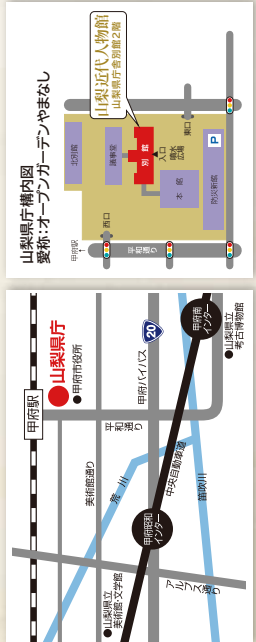 山梨県庁構内図
愛称:オープンガーデンやまなし
山梨近代人物館
山梨県庁舎別館2階
北別館
議事堂
別館
入口
噴水
広場
東口
本館
防災新館
P
西口
甲府駅
↑
平和通り
甲府駅
山梨県庁
甲府市役所
美術館通り
平和通り
甲府バイパス
20
荒川
中央自動車道
甲府南
インター
山梨県立
考古博物館
笛吹川
甲府昭和
インター
山梨県立
美術館・文学館
アルプス通り